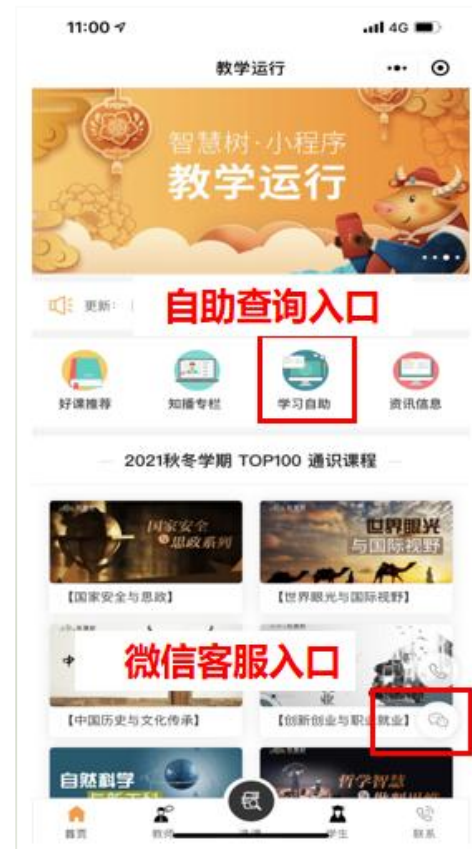 11:00
4G
教学运行
智慧树·小程序
教学运行
更新：
自助查询入口
好课推荐
知播专栏
学习自助
资讯信息
2021秋冬学期 TOP100 通识课程
国家安全
与思政系列
世界眼光
与国际视野
【国家安全与思政】
【世界眼光与国际视野】
中
微信客服入口
业
【中国历史与文化传承】
【创新创业与职业就业】
自然科学
哲学智慧
首页
教师
学生
联系